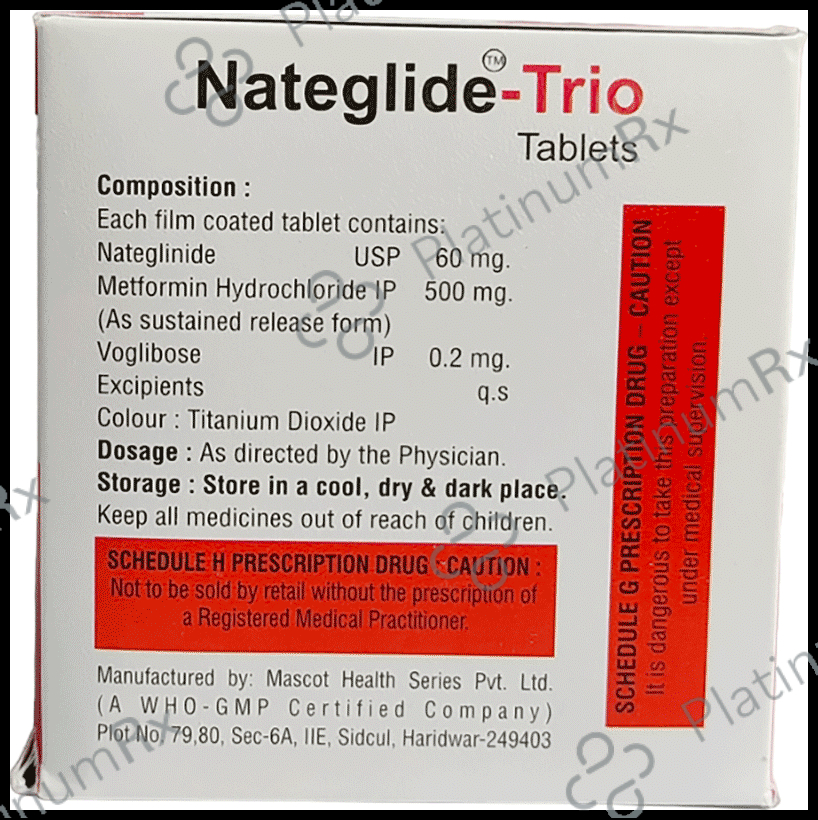 Nateglide™-Trio
Tablets
Composition :
Each film coated tablet contains:
Nateglinide USP 60 mg.
Metformin Hydrochloride IP 500 mg.
(As sustained release form)
Voglibose IP 0.2 mg.
Excipients q.s
Colour : Titanium Dioxide IP
Dosage : As directed by the Physician.
Storage : Store in a cool, dry & dark place.
Keep all medicines out of reach of children.
SCHEDULE H PRESCRIPTION DRUG - CAUTION :
Not to be sold by retail without the prescription of
a Registered Medical Practitioner.
Manufactured by: Mascot Health Series Pvt. Ltd.
(A WHO-GMP Certified Company)
Plot No. 79,80, Sec-6A, IIE, Sidcul, Haridwar-249403
SCHEDULE G PRESCRIPTION DRUG – CAUTION
It is dangerous to take this preparation except
under medical supervision.
PlatinumRx
PlatinumRx
PlatinumRx